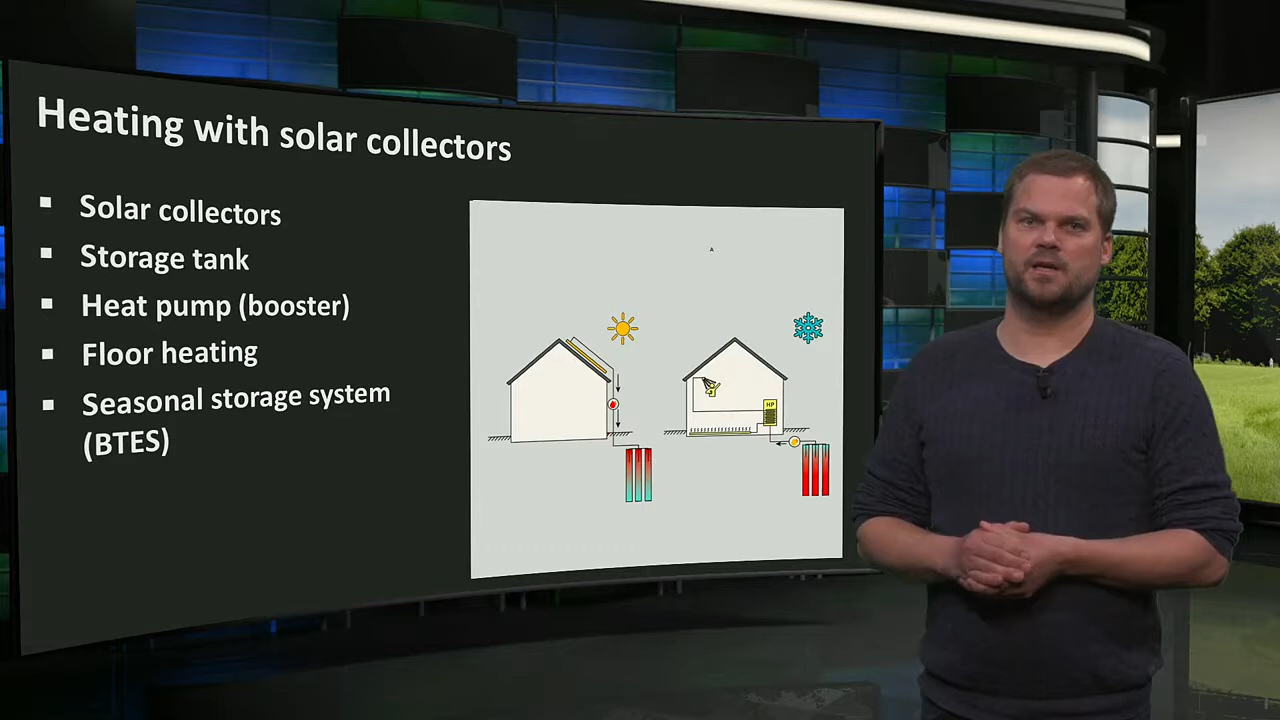 Heating with solar collectors
Solar collectors
Storage tank
Heat pump (booster)
Floor heating
Seasonal storage system
(BTES)
A
HP